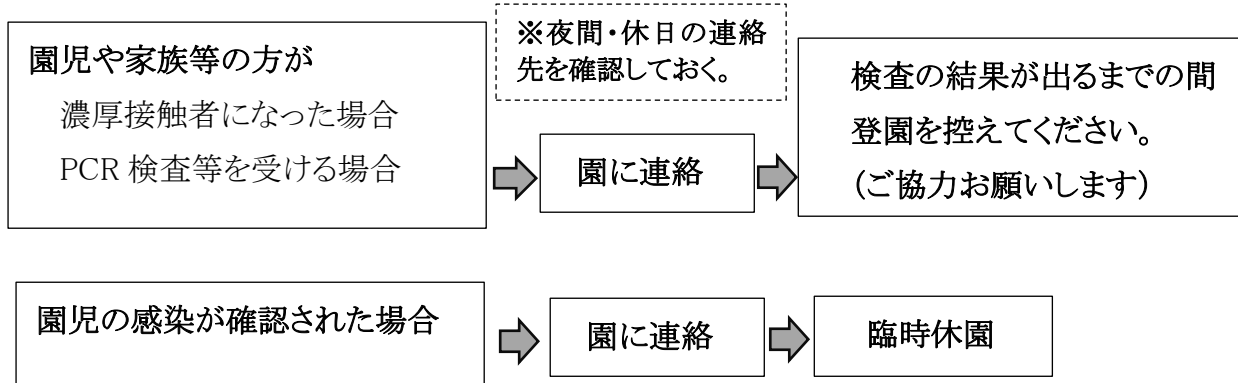 園児や家族等の方が
濃厚接触者になった場合
PCR 検査等を受ける場合
※夜間・休日の連絡
先を確認しておく。
園に連絡
検査の結果が出るまでの間
登園を控えてください。
(ご協力お願いします)
園児の感染が確認された場合
園に連絡
臨時休園